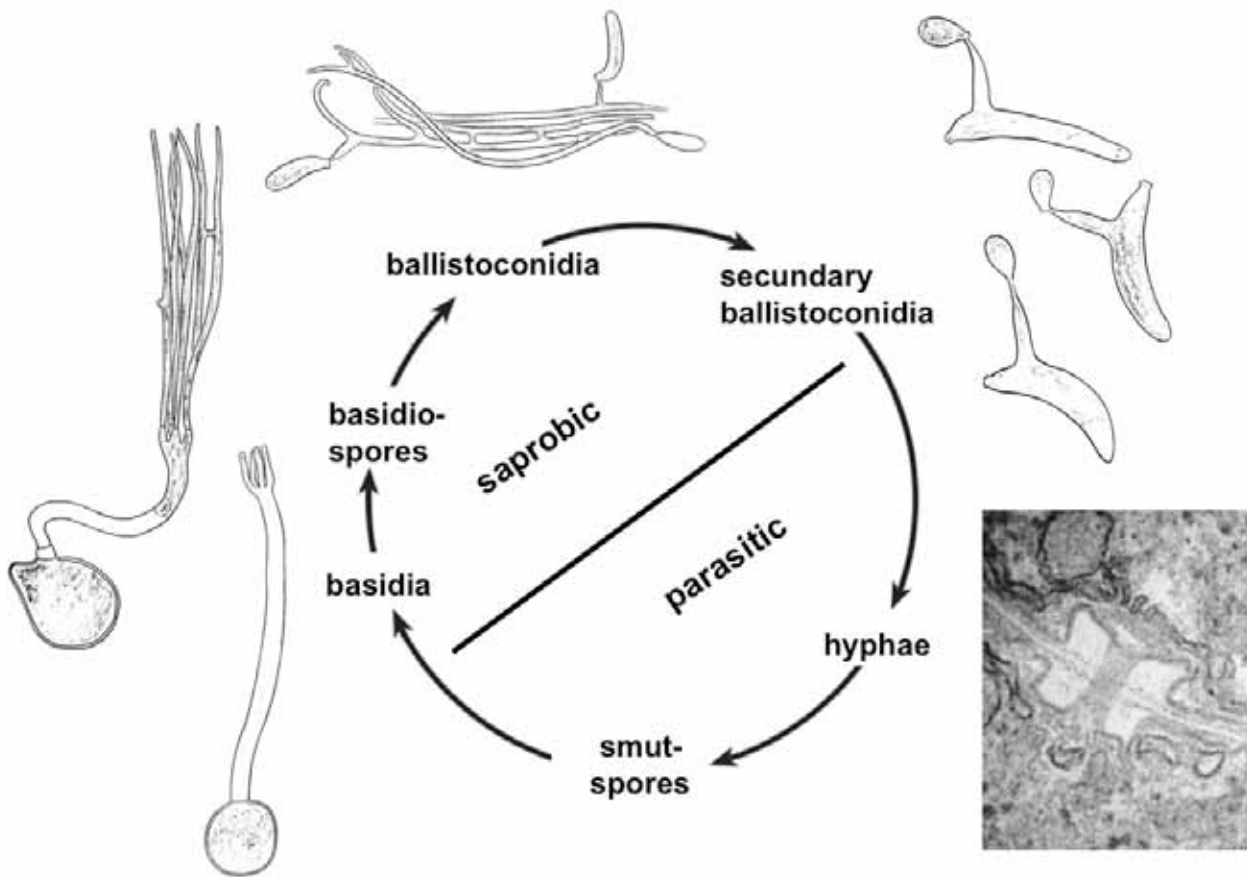 ballistoconidia
secundary
ballistoconidia
basidio-
spores
saprobic
parasitic
basidia
hyphae
smut-
spores